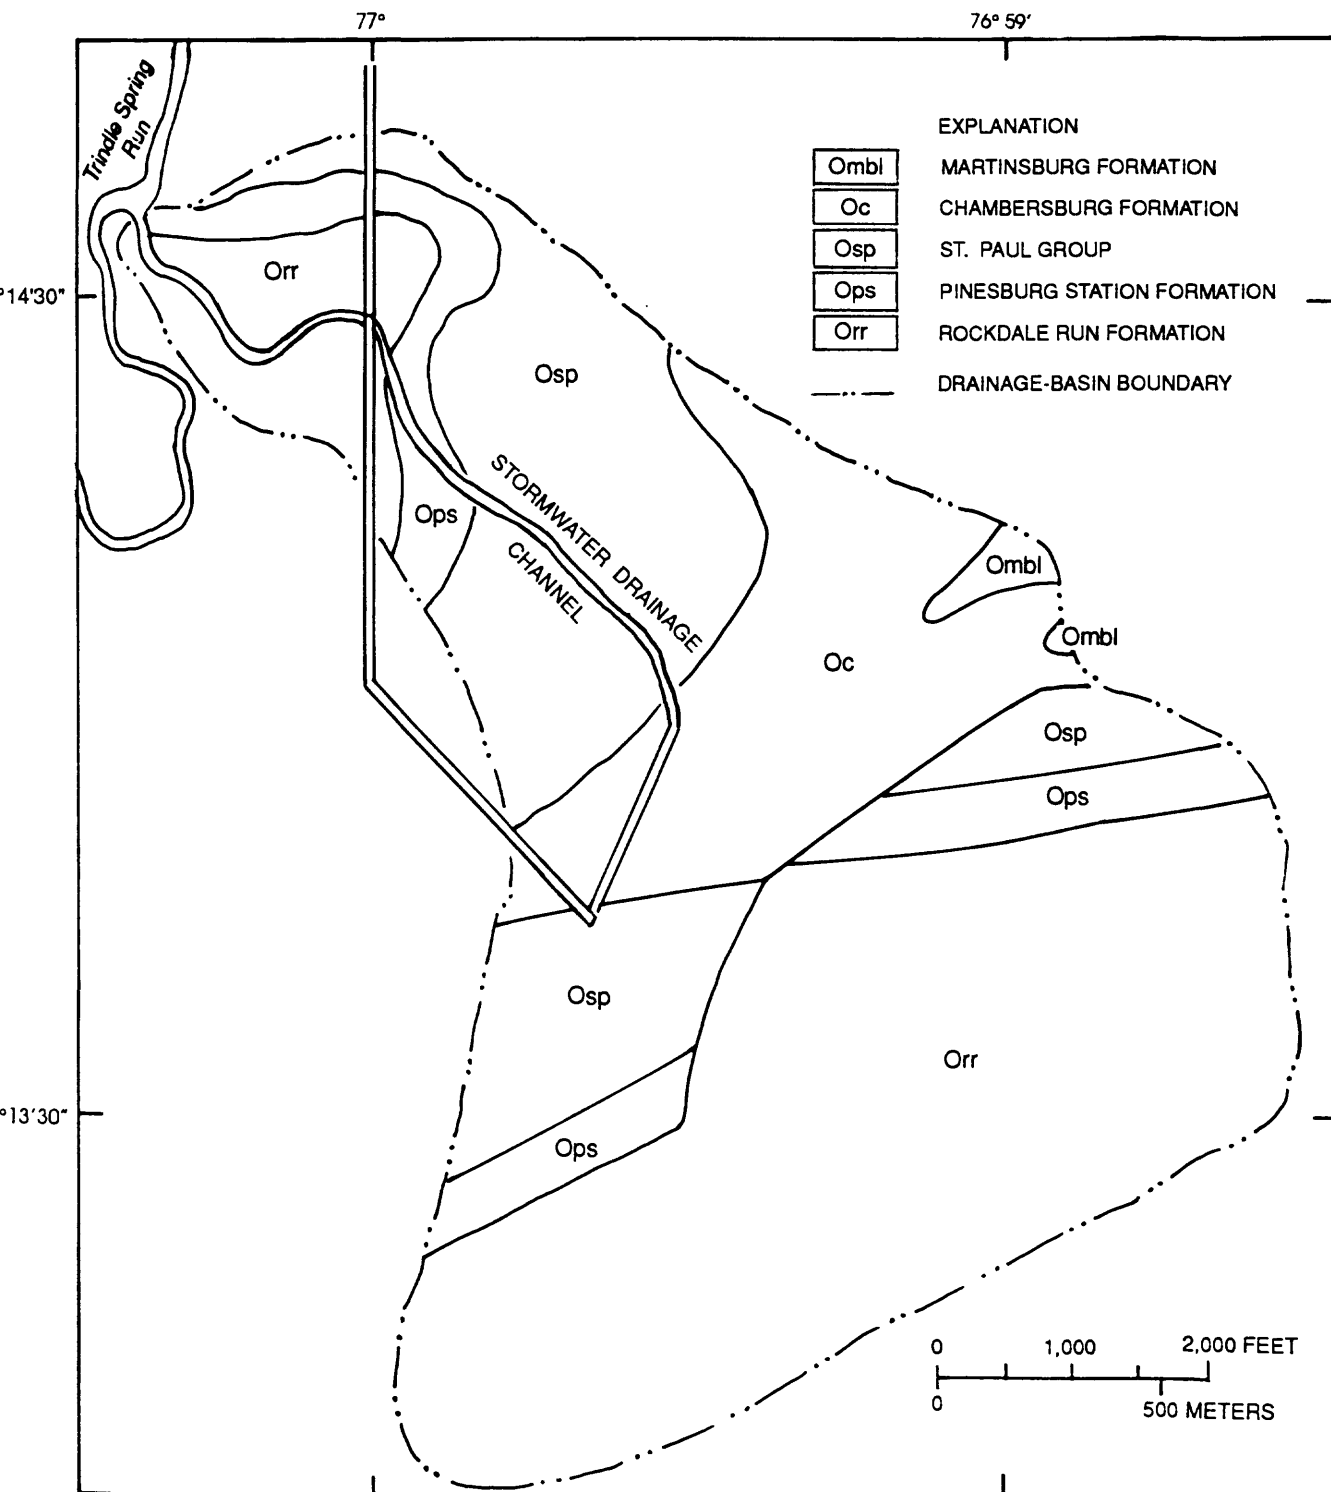 77°
76° 59′
Trindle Spring
Run
EXPLANATION
Ombl MARTINSBURG FORMATION
Oc CHAMBERSBURG FORMATION
Osp ST. PAUL GROUP
Ops PINESBURG STATION FORMATION
Orr ROCKDALE RUN FORMATION
DRAINAGE-BASIN BOUNDARY
Orr
°14'30"
Osp
STORMWATER DRAINAGE
CHANNEL
Ops
Ombl
Ombl
Oc
Osp
Ops
Osp
Orr
°13'30"
Ops
0 1,000 2,000 FEET
0 500 METERS